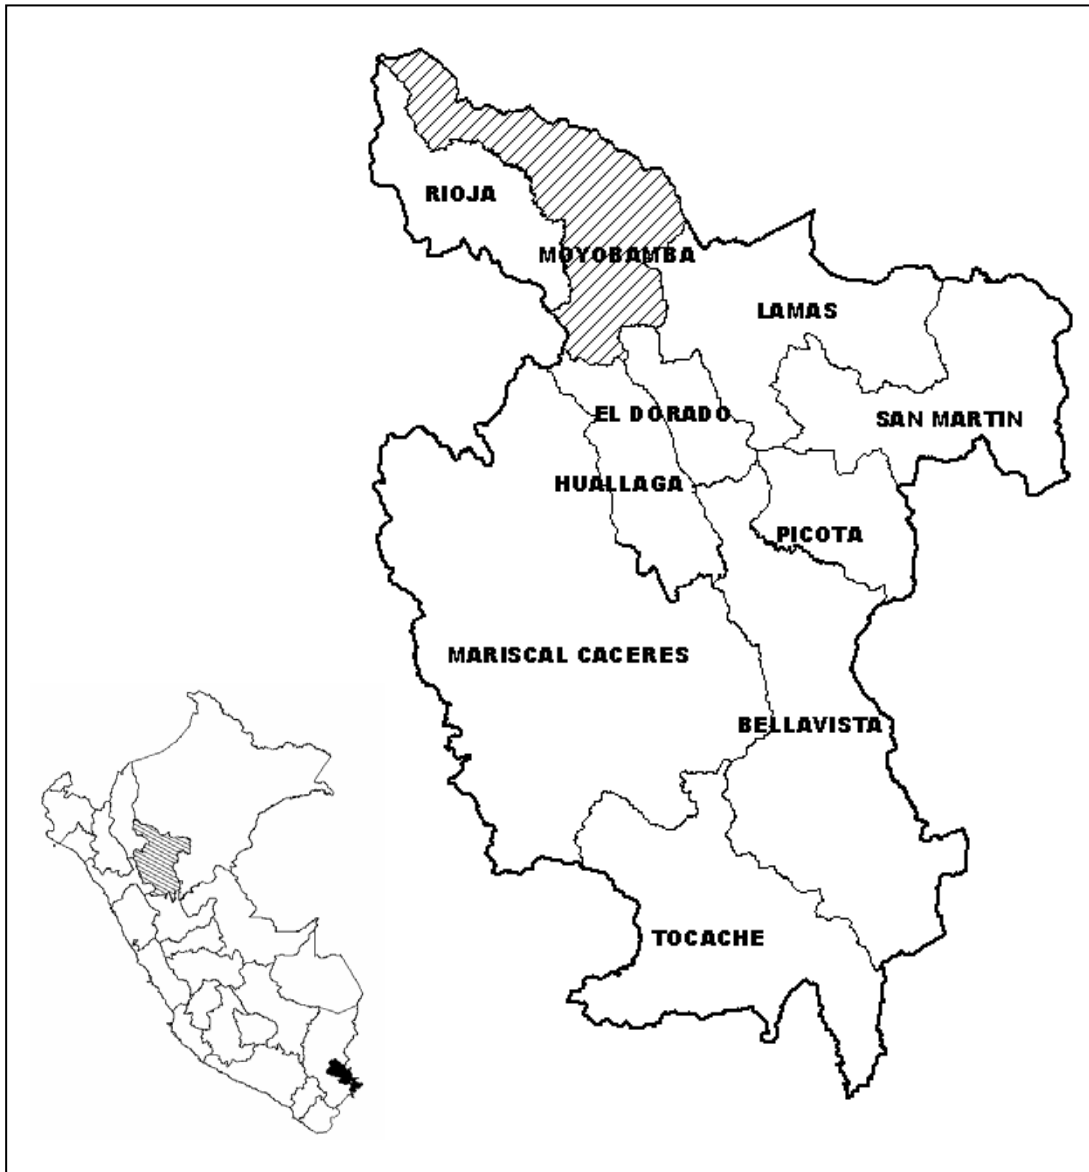 RIOJA
MOYOBAMBA
LAMAS
EL DORADO
SAN MARTIN
HUALLAGA
PICOTA
MARISCAL CACERES
BELLAVISTA
TOCACHE